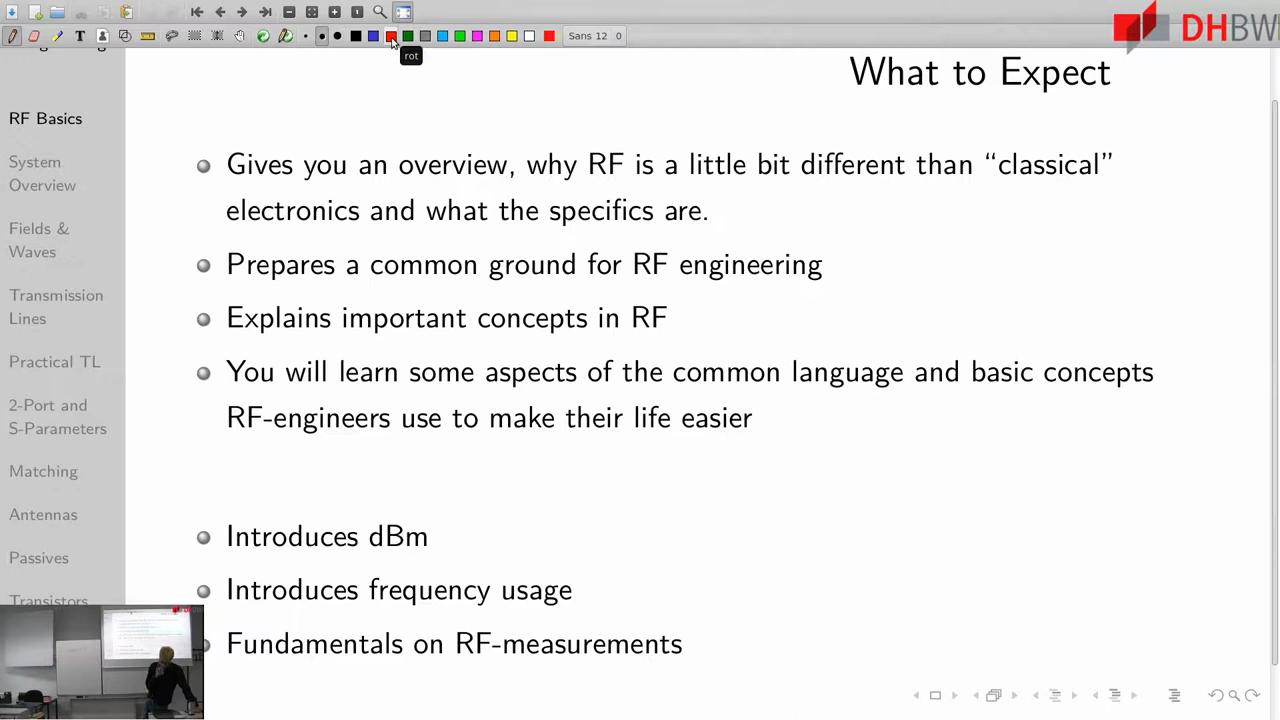 Sans 12 0
rot
DHBW
What to Expect
RF Basics
System
Overview
Fields &
Waves
Transmission
Lines
Practical TL
2-Port and
S-Parameters
Matching
Antennas
Passives
Transistors
Gives you an overview, why RF is a little bit different than “classical”
electronics and what the specifics are.
Prepares a common ground for RF engineering
Explains important concepts in RF
You will learn some aspects of the common language and basic concepts
RF-engineers use to make their life easier
Introduces dBm
Introduces frequency usage
Fundamentals on RF-measurements